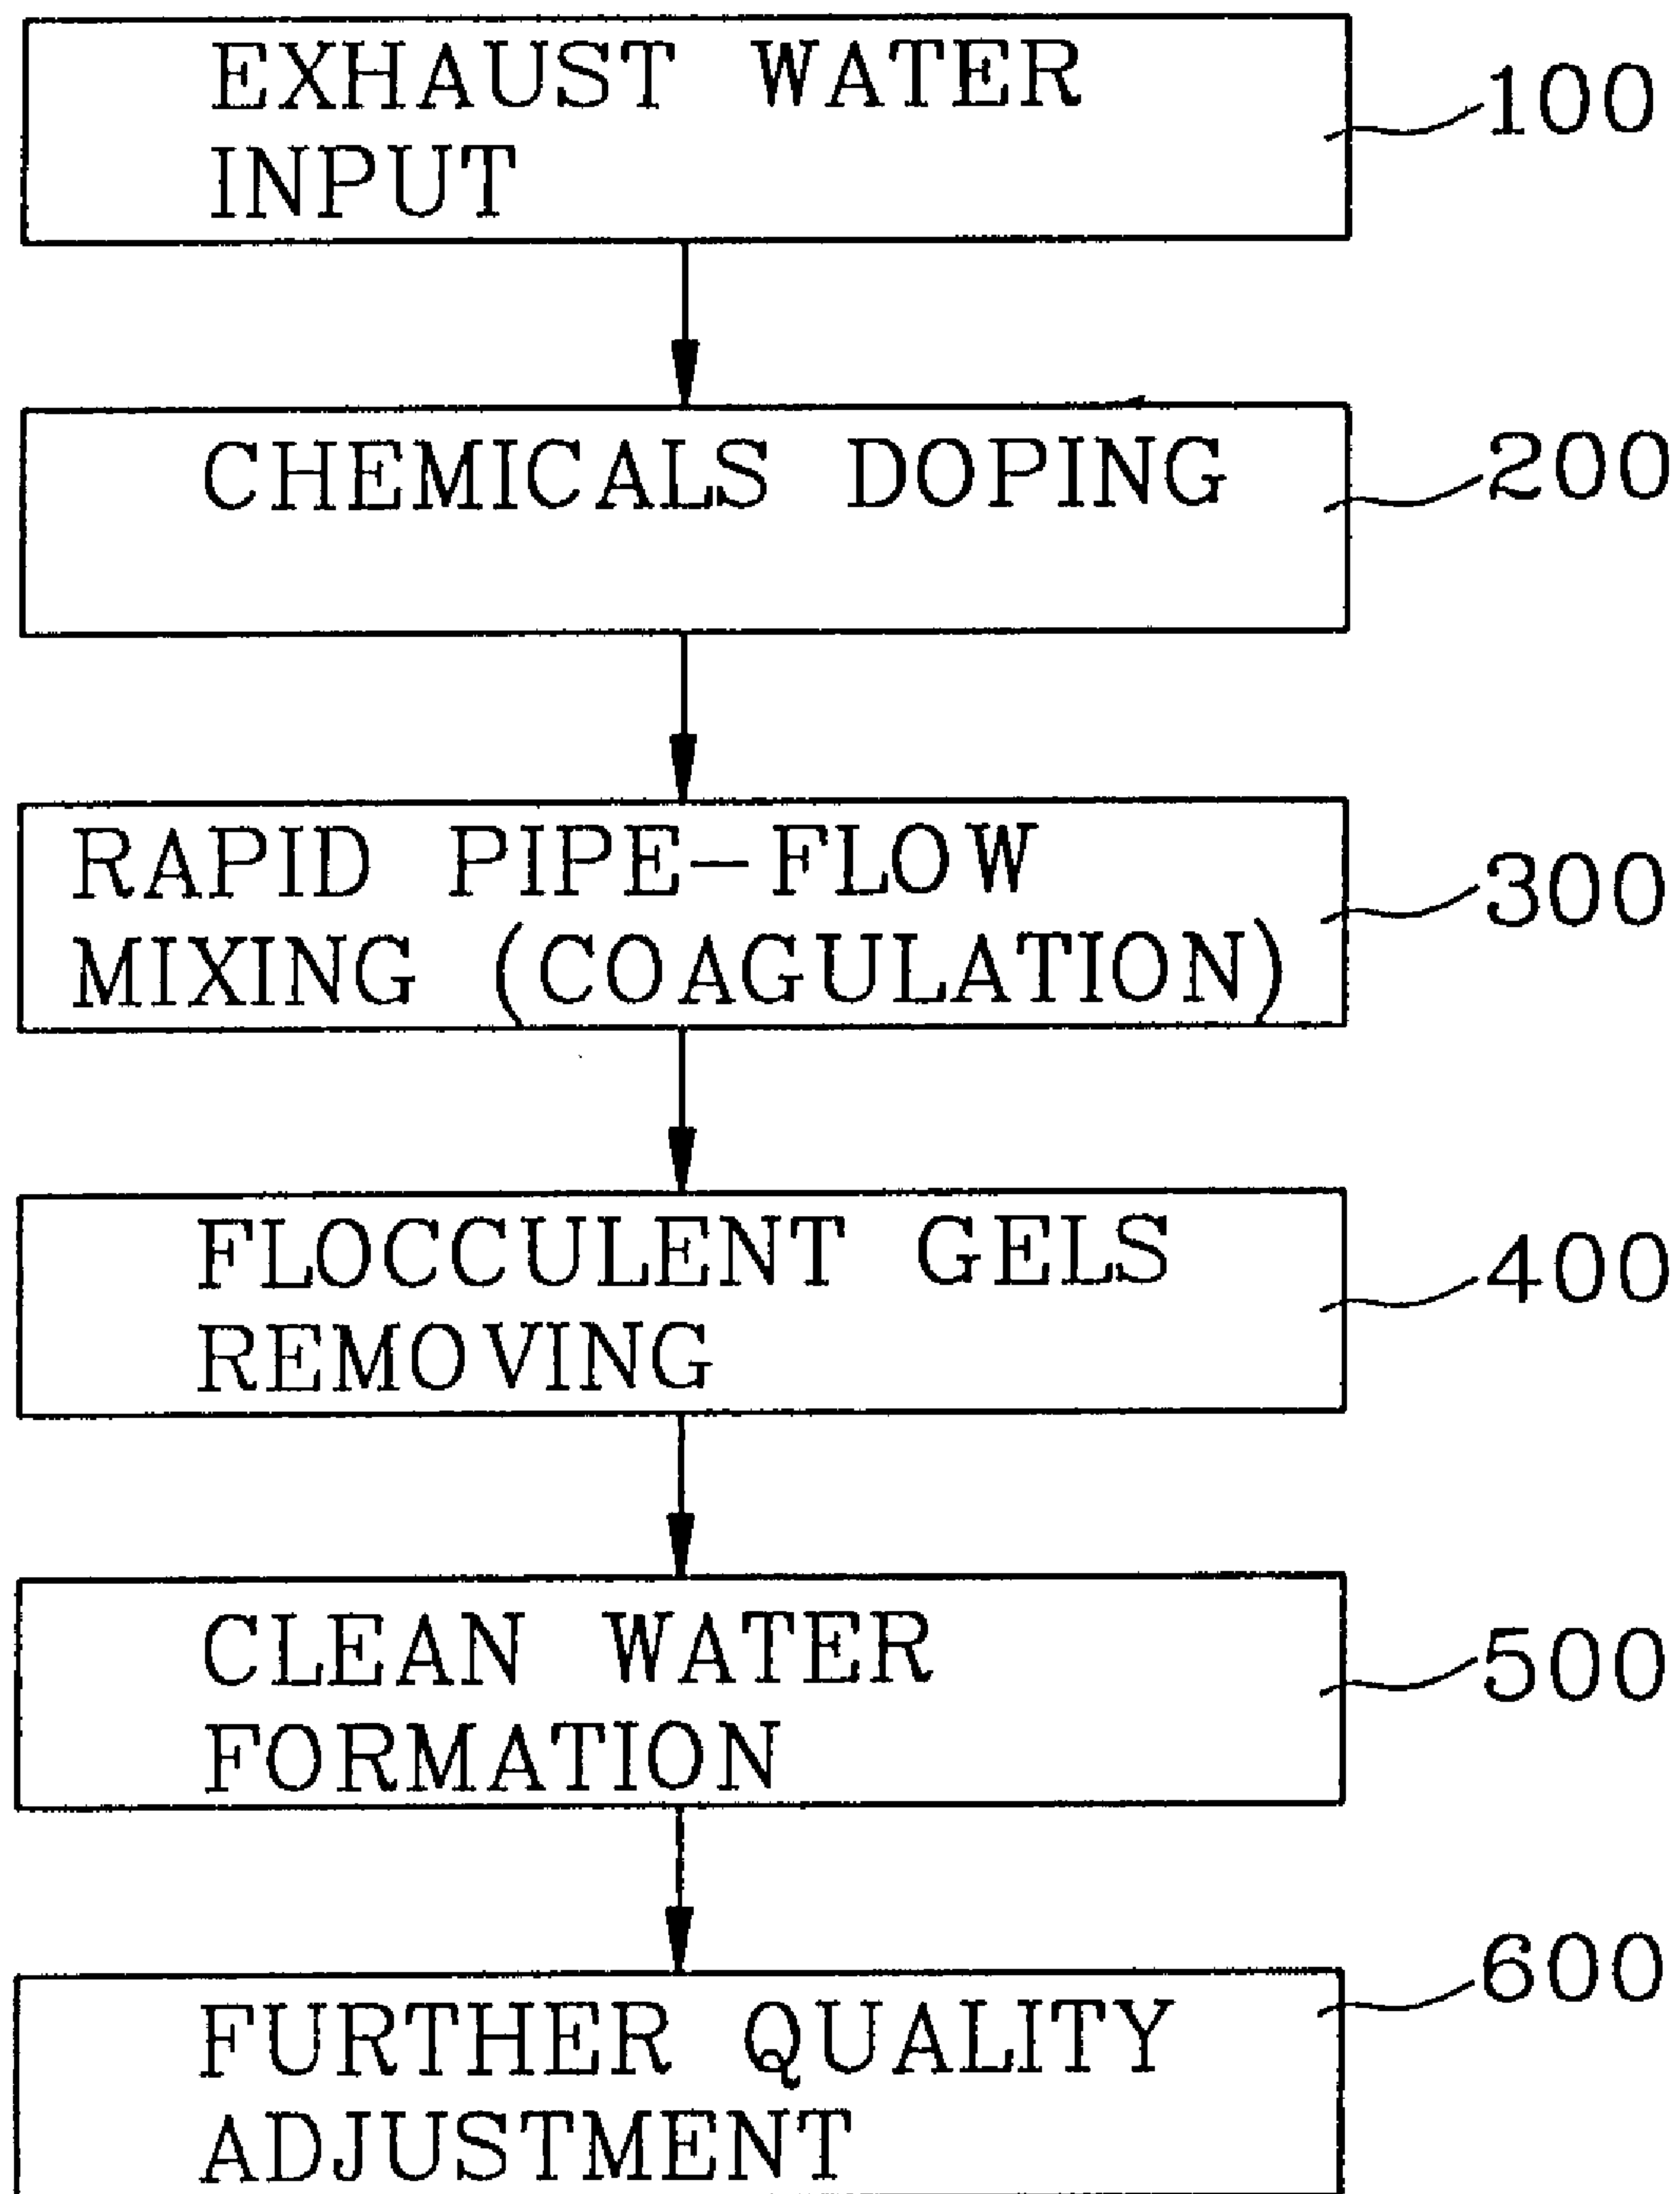 EXHAUST WATER
INPUT
100
CHEMICALS DOPING
200
RAPID PIPE-FLOW
MIXING (COAGULATION)
300
FLOCCULENT GELS
REMOVING
400
CLEAN WATER
FORMATION
500
FURTHER QUALITY
ADJUSTMENT
600